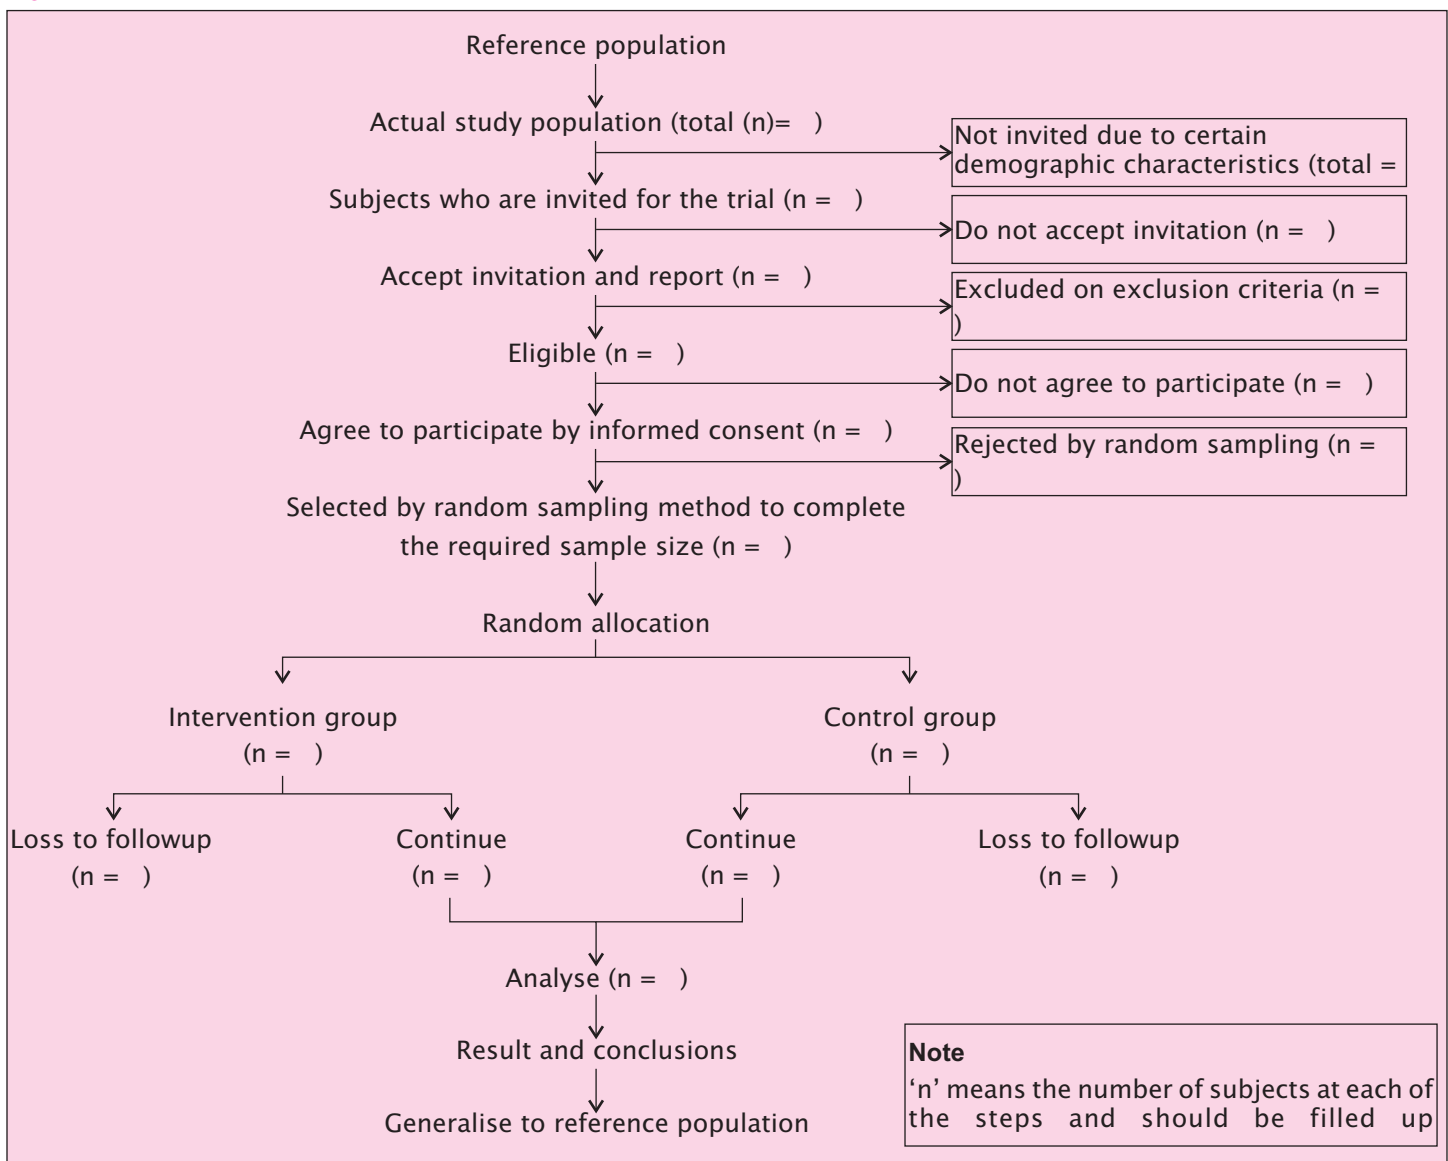 Reference population
Actual study population (total (n)=   )
Not invited due to certain
demographic characteristics (total =
Subjects who are invited for the trial (n =   )
Do not accept invitation (n =   )
Accept invitation and report (n =   )
Excluded on exclusion criteria (n =
)
Eligible (n =   )
Do not agree to participate (n =   )
Agree to participate by informed consent (n =   )
Rejected by random sampling (n =
)
Selected by random sampling method to complete
the required sample size (n =   )
Random allocation
Intervention group
(n =   )
Control group
(n =   )
Loss to followup
(n =   )
Continue
(n =   )
Continue
(n =   )
Loss to followup
(n =   )
Analyse (n =   )
Result and conclusions
Generalise to reference population
Note
‘n’ means the number of subjects at each of
the steps and should be filled up